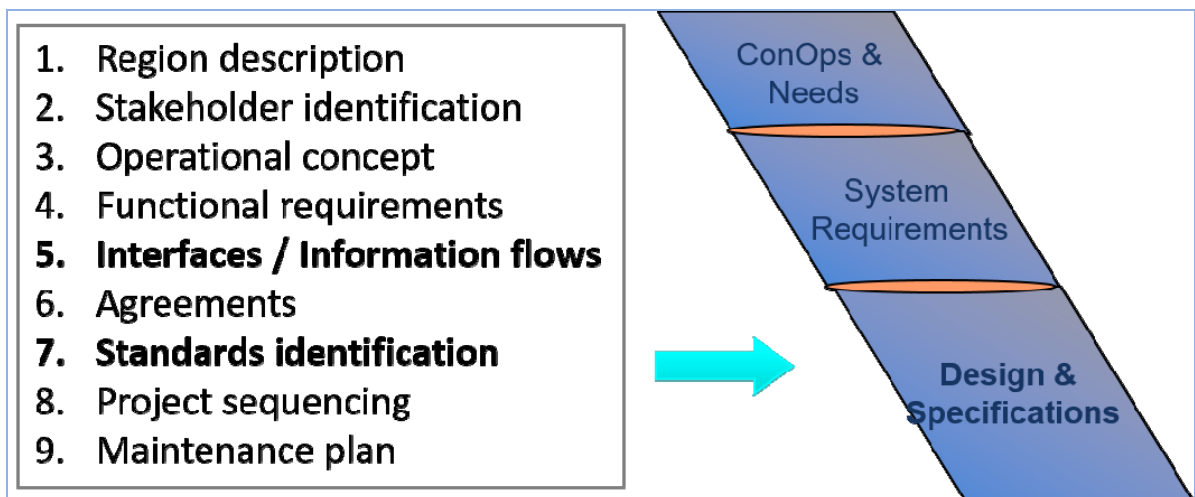 1. Region description
2. Stakeholder identification
3. Operational concept
4. Functional requirements
5. Interfaces / Information flows
6. Agreements
7. Standards identification
8. Project sequencing
9. Maintenance plan
ConOps &
Needs
System
Requirements
Design &
Specifications